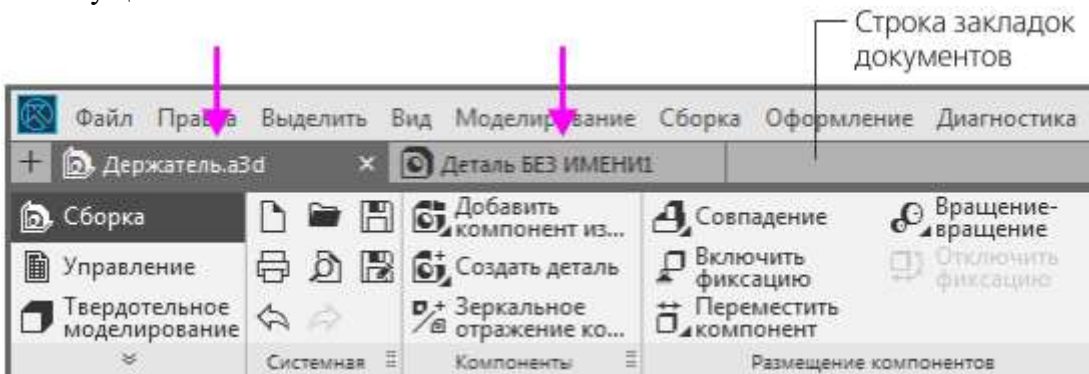 Строка закладок
документов
Файл Правка Выделить Вид Моделирование Сборка Оформление Диагностика
+ Держатель.a3d × Деталь БЕЗ ИМЕНИ1
Сборка
Управление
Твердотельное
моделирование
Системная
Добавить
компонент из...
Создать деталь
Зеркальное
отражение ко...
Компоненты
Совпадение
Включить
фиксацию
Переместить
компонент
Вращение-
вращение
Отключить
фиксацию
Размещение компонентов